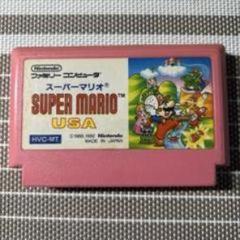 Nintendo
ファミリー コンピュータ
スーパーマリオ®
SUPER MARIO™
USA
HVC-MT
©1988,1992 Nintendo
MADE IN JAPAN